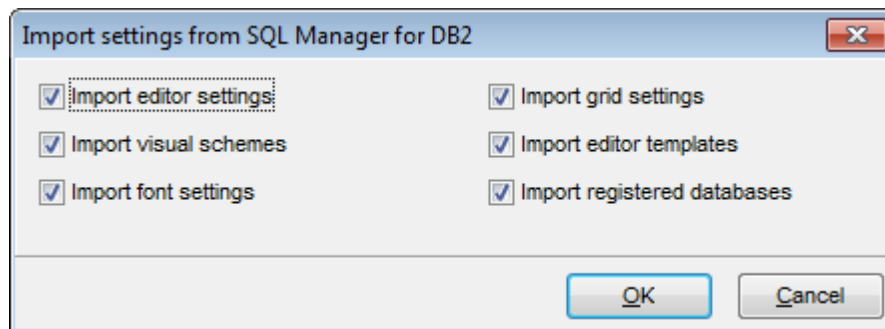 Import settings from SQL Manager for DB2
Import editor settings
Import grid settings
Import visual schemes
Import editor templates
Import font settings
Import registered databases
OK
Cancel